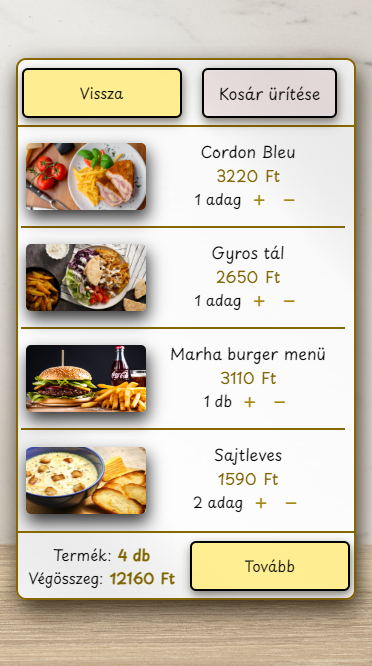 Vissza
Kosár ürítése
Cordon Bleu
3220 Ft
1 adag + −
Gyros tál
2650 Ft
1 adag + −
Marha burger menü
3110 Ft
1 db + −
Sajtleves
1590 Ft
2 adag + −
Termék: 4 db
Végösszeg: 12160 Ft
Tovább